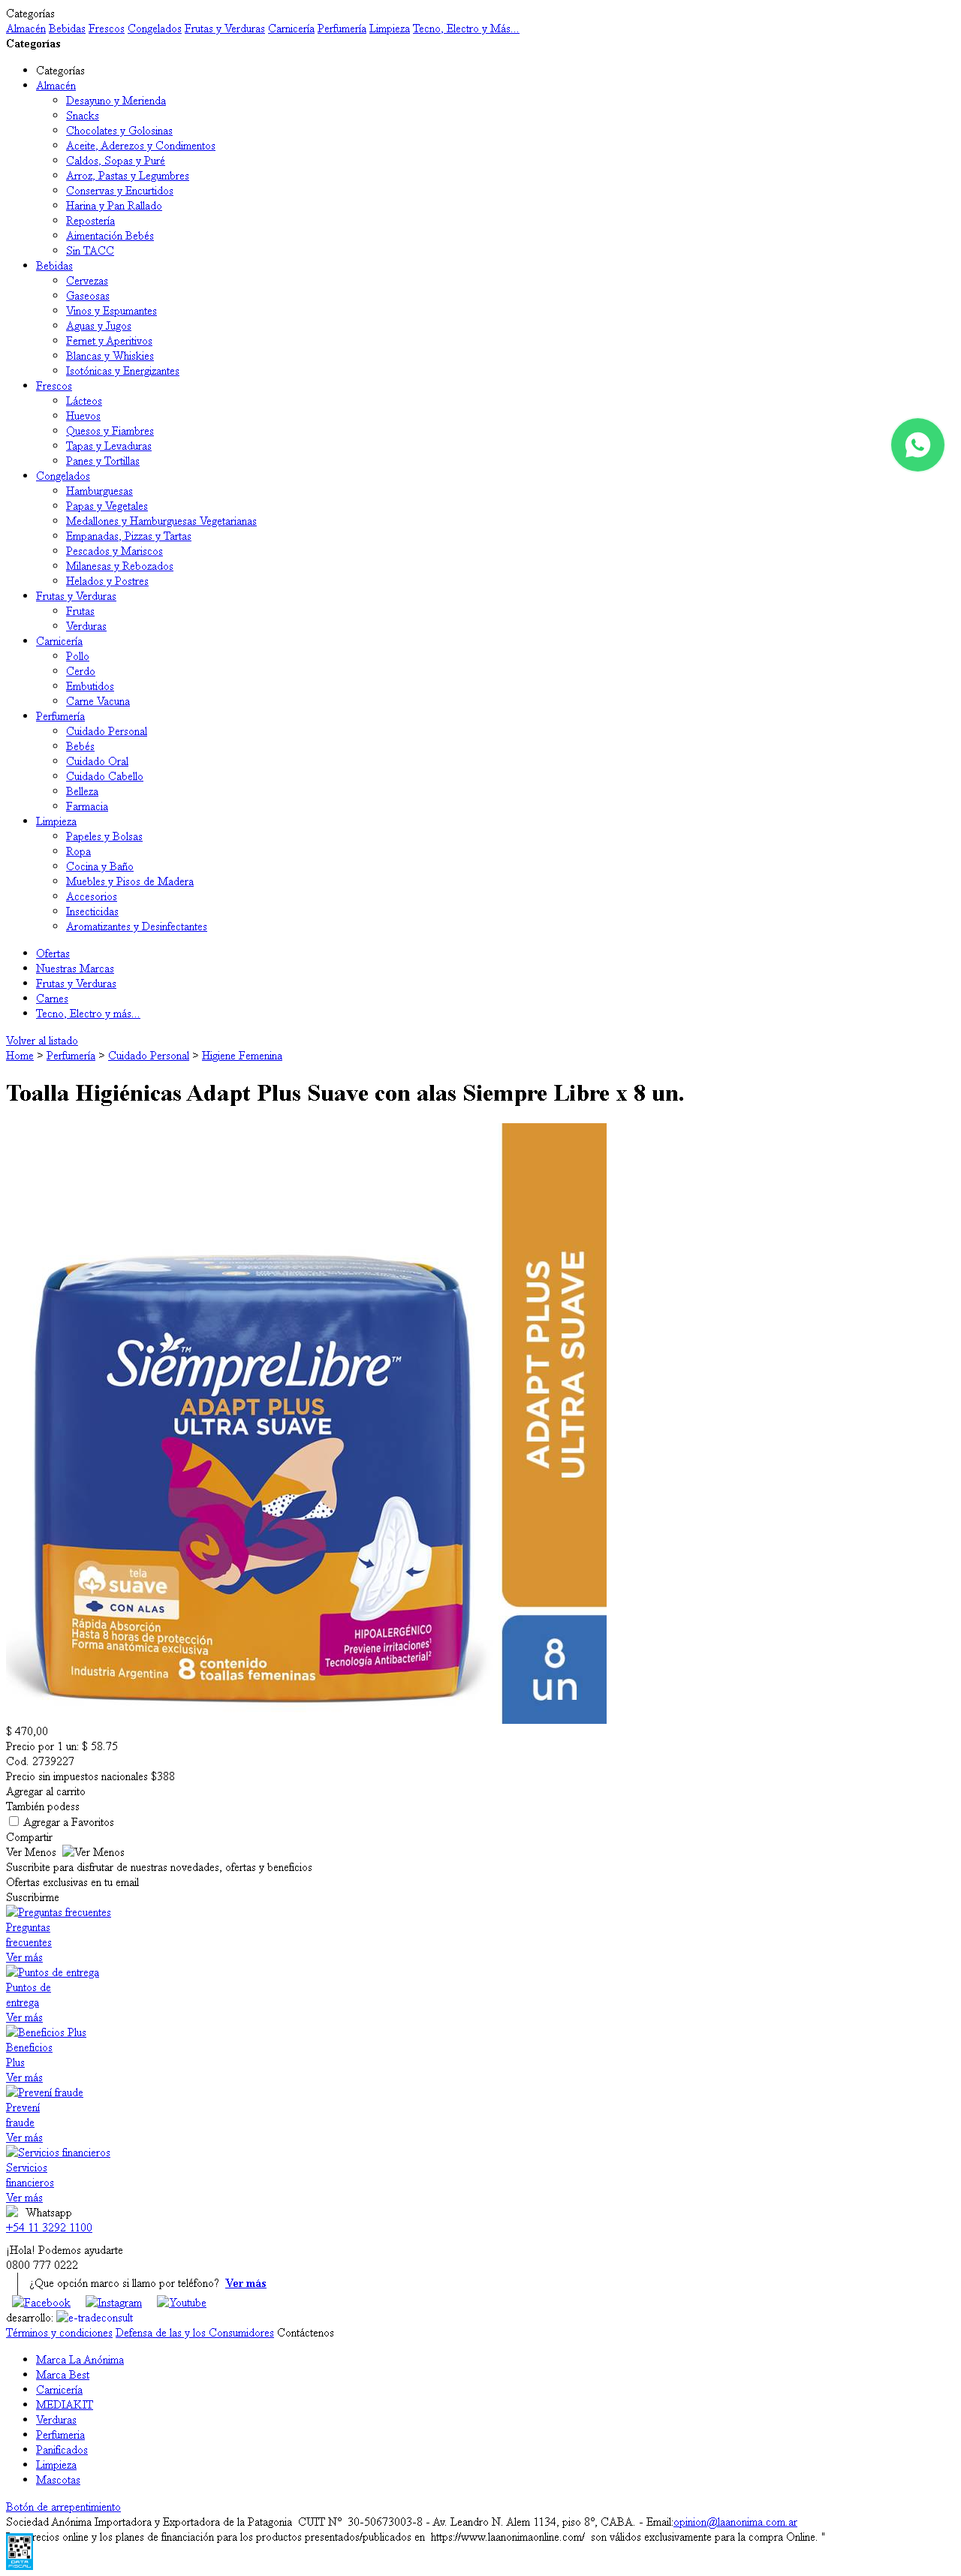 Categorías
Almacén Bebidas Frescos Congelados Frutas y Verduras Carnicería Perfumería Limpieza Tecno, Electro y Más...
Categorías
Categorías
Almacén
Desayuno y Merienda
Snacks
Chocolates y Golosinas
Aceite, Aderezos y Condimentos
Caldos, Sopas y Puré
Arroz, Pastas y Legumbres
Conservas y Encurtidos
Harina y Pan Rallado
Repostería
Aimentación Bebés
Sin TACC
Bebidas
Cervezas
Gaseosas
Vinos y Espumantes
Aguas y Jugos
Fernet y Aperitivos
Blancas y Whiskies
Isotónicas y Energizantes
Frescos
Lácteos
Huevos
Quesos y Fiambres
Tapas y Levaduras
Panes y Tortillas
Congelados
Hamburguesas
Papas y Vegetales
Medallones y Hamburguesas Vegetarianas
Empanadas, Pizzas y Tartas
Pescados y Mariscos
Milanesas y Rebozados
Helados y Postres
Frutas y Verduras
Frutas
Verduras
Carnicería
Pollo
Cerdo
Embutidos
Carne Vacuna
Perfumería
Cuidado Personal
Bebés
Cuidado Oral
Cuidado Cabello
Belleza
Farmacia
Limpieza
Papeles y Bolsas
Ropa
Cocina y Baño
Muebles y Pisos de Madera
Accesorios
Insecticidas
Aromatizantes y Desinfectantes
Ofertas
Nuestras Marcas
Frutas y Verduras
Carnes
Tecno, Electro y más...
Volver al listado
Home > Perfumería > Cuidado Personal > Higiene Femenina
Toalla Higiénicas Adapt Plus Suave con alas Siempre Libre x 8 un.
SiempreLibre™
ADAPT PLUS
ULTRA SUAVE
tela
suave
CON ALAS
Rápida Absorción
Hasta 8 horas de protección
Forma anatómica exclusiva
Industria Argentina
8 contenido
toallas femeninas
HIPOALERGÉNICO
Previene irritaciones¹
Tecnología Antibacterial²
ADAPT PLUS
ULTRA SUAVE
8
un
$ 470,00
Precio por 1 un: $ 58.75
Cod. 2739227
Precio sin impuestos nacionales $388
Agregar al carrito
También podess
Agregar a Favoritos
Compartir
Ver Menos Ver Menos
Suscribite para disfrutar de nuestras novedades, ofertas y beneficios
Ofertas exclusivas en tu email
Suscribirme
Preguntas frecuentes
Preguntas
frecuentes
Ver más
Puntos de entrega
Puntos de
entrega
Ver más
Beneficios Plus
Beneficios
Plus
Ver más
Prevení fraude
Prevení
fraude
Ver más
Servicios financieros
Servicios
financieros
Ver más
Whatsapp
+54 11 3292 1100
¡Hola! Podemos ayudarte
0800 777 0222
¿Que opción marco si llamo por teléfono? Ver más
Facebook Instagram Youtube
desarrollo: e-tradeconsult
Términos y condiciones Defensa de las y los Consumidores Contáctenos
Marca La Anónima
Marca Best
Carnicería
MEDIAKIT
Verduras
Perfumeria
Panificados
Limpieza
Mascotas
Botón de arrepentimiento
Sociedad Anónima Importadora y Exportadora de la Patagonia CUIT Nº 30-50673003-8 - Av. Leandro N. Alem 1134, piso 8º, CABA. - Email:opinion@laanonima.com.ar
recios online y los planes de financiación para los productos presentados/publicados en https://www.laanonimaonline.com/ son válidos exclusivamente para la compra Online. "
DATA
FISCAL